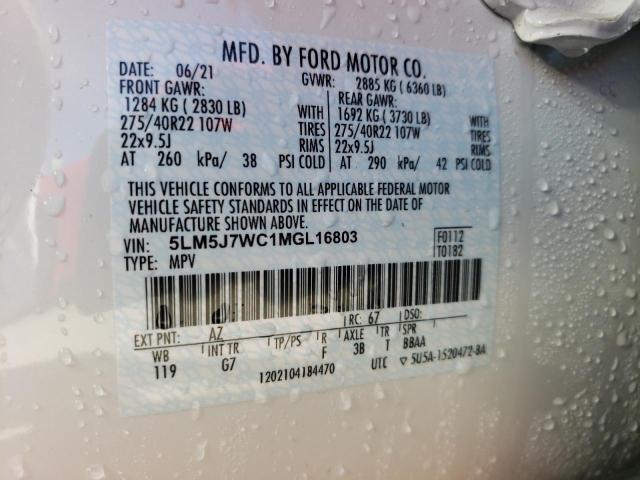 MFD. BY FORD MOTOR CO.
DATE: 06/21 GVWR: 2885 KG ( 6360 LB)
FRONT GAWR: REAR GAWR:
1284 KG ( 2830 LB) WITH 1692 KG ( 3730 LB) WITH
275/40R22 107W TIRES 275/40R22 107W TIRES
22x9.5J RIMS 22x9.5J RIMS
AT 260 kPa/ 38 PSI COLD AT 290 kPa/ 42 PSI COLD
THIS VEHICLE CONFORMS TO ALL APPLICABLE FEDERAL MOTOR
VEHICLE SAFETY STANDARDS IN EFFECT ON THE DATE OF
MANUFACTURE SHOWN ABOVE.
VIN: 5LM5J7WC1MGL16803 F0112
TYPE: MPV T0182
EXT PNT: AZ RC: 67 DSO:
WB INT TR TP/PS R AXLE TR SPR
119 G7 F 3B T BBAA
1202104184470 UTC ▽ 5U5A-1520472-BA